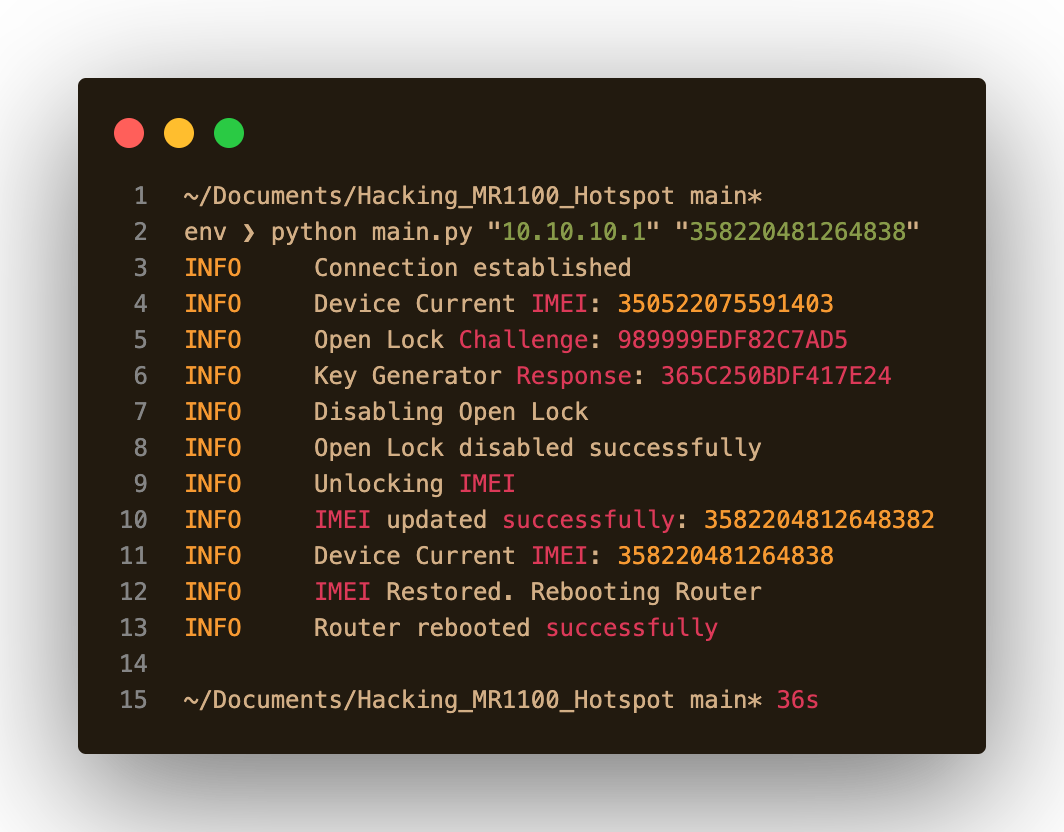 1 ~/Documents/Hacking_MR1100_Hotspot main*
2 env ❯ python main.py "10.10.10.1" "358220481264838"
3 INFO Connection established
4 INFO Device Current IMEI: 350522075591403
5 INFO Open Lock Challenge: 989999EDF82C7AD5
6 INFO Key Generator Response: 365C250BDF417E24
7 INFO Disabling Open Lock
8 INFO Open Lock disabled successfully
9 INFO Unlocking IMEI
10 INFO IMEI updated successfully: 3582204812648382
11 INFO Device Current IMEI: 358220481264838
12 INFO IMEI Restored. Rebooting Router
13 INFO Router rebooted successfully
14
15 ~/Documents/Hacking_MR1100_Hotspot main* 36s